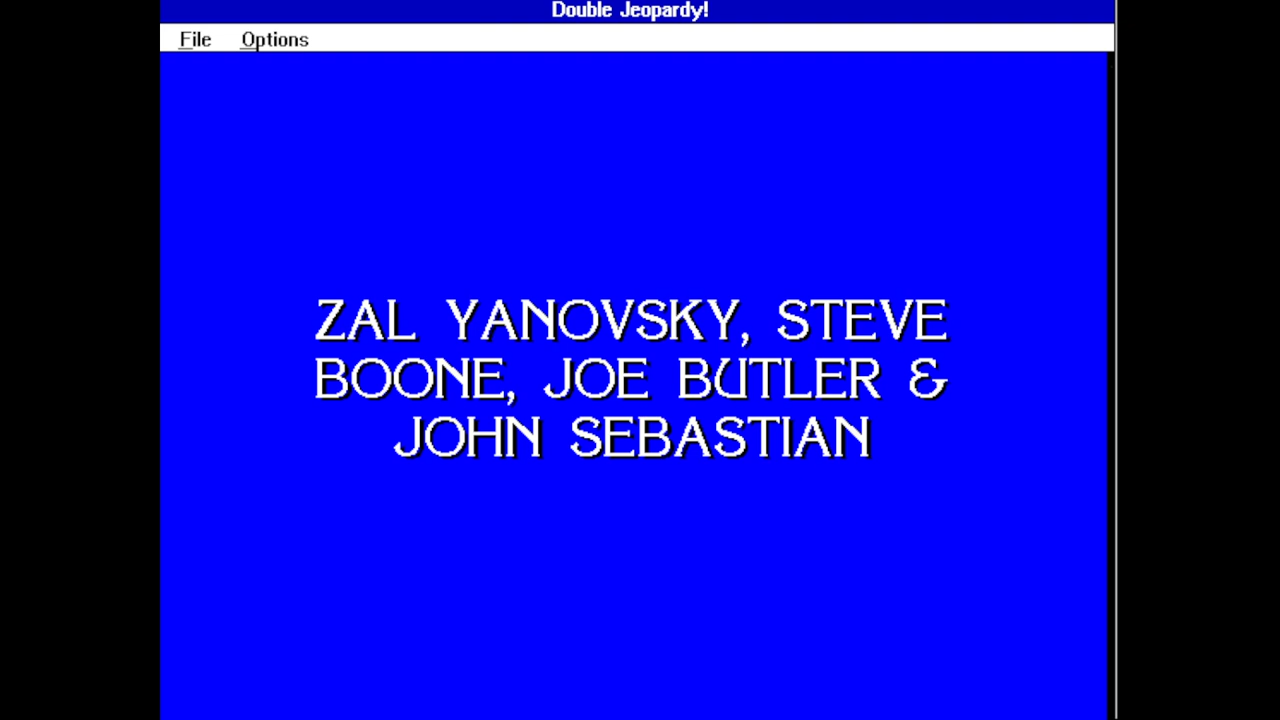 Double Jeopardy!
File Options
ZAL YANOVSKY, STEVE
BOONE, JOE BUTLER &
JOHN SEBASTIAN